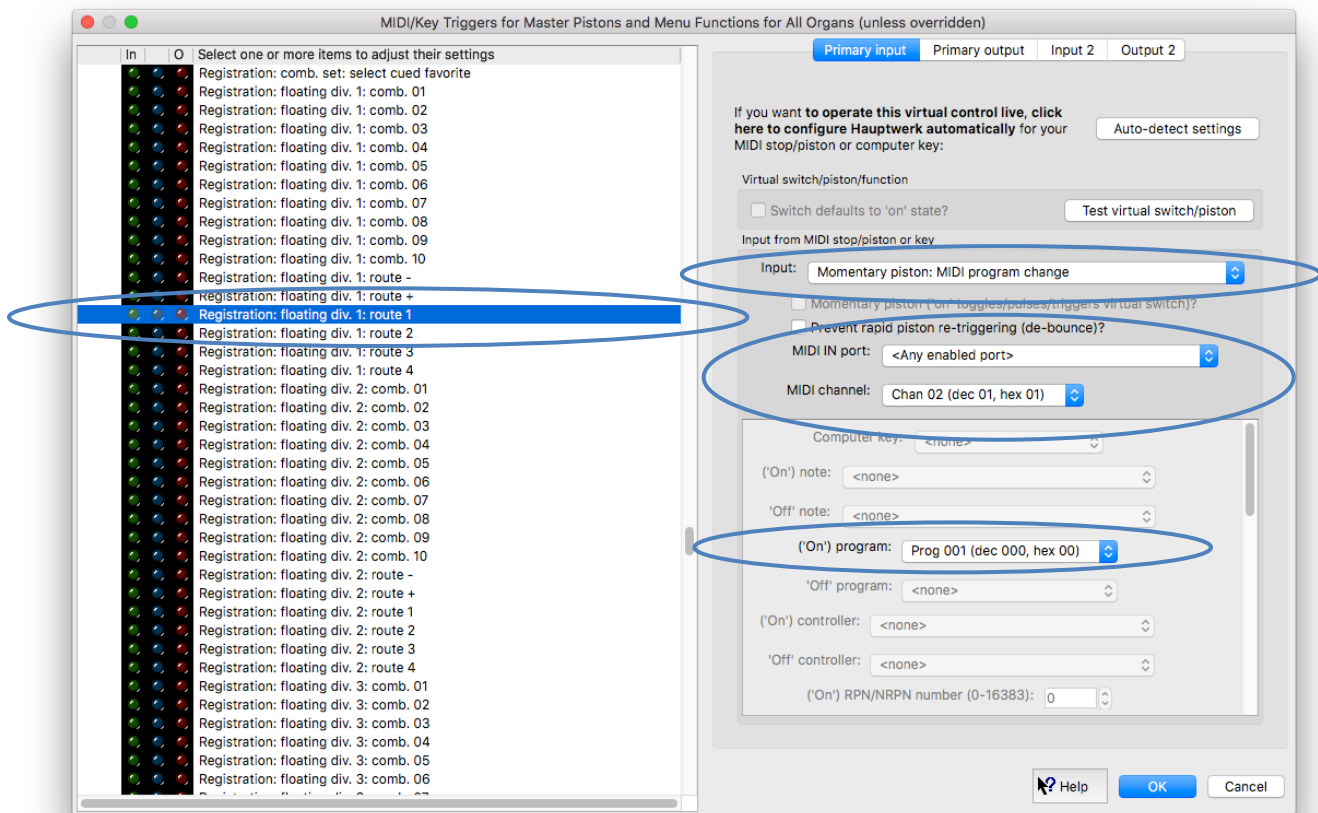 MIDI/Key Triggers for Master Pistons and Menu Functions for All Organs (unless overridden)
In O Select one or more items to adjust their settings
Registration: comb. set: select cued favorite
Registration: floating div. 1: comb. 01
Registration: floating div. 1: comb. 02
Registration: floating div. 1: comb. 03
Registration: floating div. 1: comb. 04
Registration: floating div. 1: comb. 05
Registration: floating div. 1: comb. 06
Registration: floating div. 1: comb. 07
Registration: floating div. 1: comb. 08
Registration: floating div. 1: comb. 09
Registration: floating div. 1: comb. 10
Registration: floating div. 1: route -
Registration: floating div. 1: route +
Registration: floating div. 1: route 1
Registration: floating div. 1: route 2
Registration: floating div. 1: route 3
Registration: floating div. 1: route 4
Registration: floating div. 2: comb. 01
Registration: floating div. 2: comb. 02
Registration: floating div. 2: comb. 03
Registration: floating div. 2: comb. 04
Registration: floating div. 2: comb. 05
Registration: floating div. 2: comb. 06
Registration: floating div. 2: comb. 07
Registration: floating div. 2: comb. 08
Registration: floating div. 2: comb. 09
Registration: floating div. 2: comb. 10
Registration: floating div. 2: route -
Registration: floating div. 2: route +
Registration: floating div. 2: route 1
Registration: floating div. 2: route 2
Registration: floating div. 2: route 3
Registration: floating div. 2: route 4
Registration: floating div. 3: comb. 01
Registration: floating div. 3: comb. 02
Registration: floating div. 3: comb. 03
Registration: floating div. 3: comb. 04
Registration: floating div. 3: comb. 05
Registration: floating div. 3: comb. 06
Primary input Primary output Input 2 Output 2
If you want to operate this virtual control live, click
here to configure Hauptwerk automatically for your
MIDI stop/piston or computer key:
Auto-detect settings
Virtual switch/piston/function
Switch defaults to 'on' state?
Test virtual switch/piston
Input from MIDI stop/piston or key
Input: Momentary piston: MIDI program change
Momentary piston ('on' toggles/pulses/triggers virtual switch)?
Prevent rapid piston re-triggering (de-bounce)?
MIDI IN port: <Any enabled port>
MIDI channel: Chan 02 (dec 01, hex 01)
Computer key: <none>
('On') note: <none>
'Off' note: <none>
('On') program: Prog 001 (dec 000, hex 00)
'Off' program: <none>
('On') controller: <none>
'Off' controller: <none>
('On') RPN/NRPN number (0-16383): 0
? Help OK Cancel